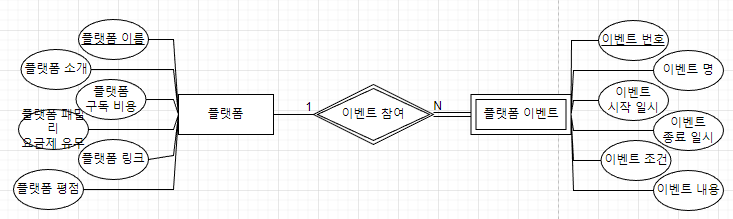 플랫폼 이름
플랫폼 소개
플랫폼
구독 비용
플랫폼 패밀
리
요금제 유무
플랫폼 링크
플랫폼 평점
플랫폼
1
이벤트 참여
N
플랫폼 이벤트
이벤트 번호
이벤트 명
이벤트
시작 일시
이벤트
종료 일시
이벤트 조건
이벤트 내용